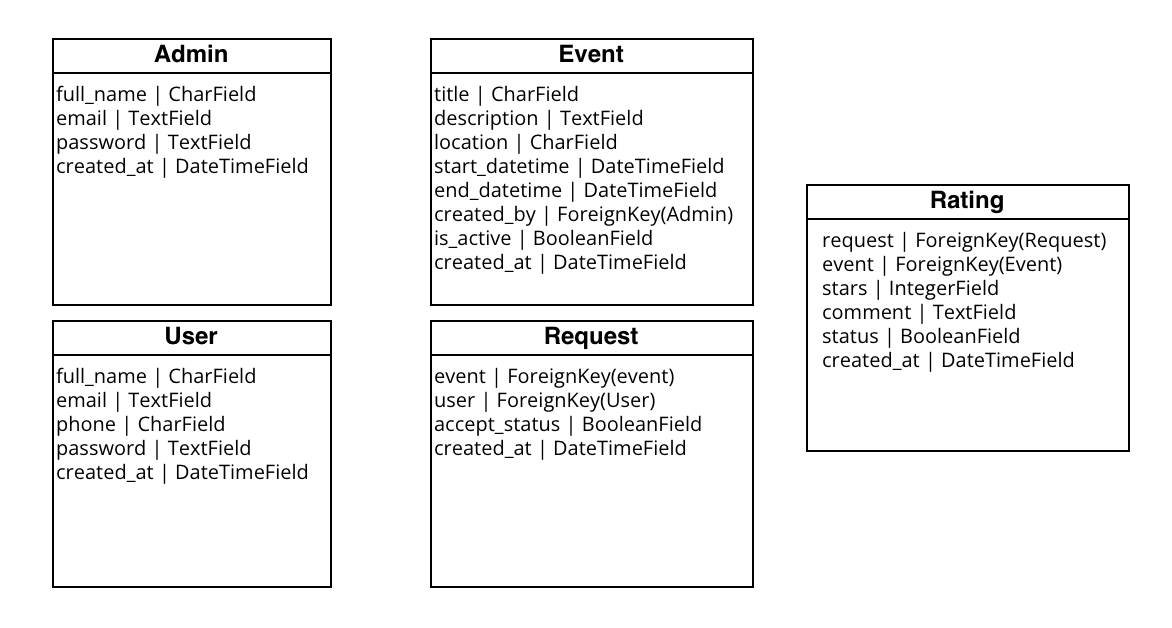 Admin
full_name | CharField
email | TextField
password | TextField
created_at | DateTimeField
Event
title | CharField
description | TextField
location | CharField
start_datetime | DateTimeField
end_datetime | DateTimeField
created_by | ForeignKey(Admin)
is_active | BooleanField
created_at | DateTimeField
User
full_name | CharField
email | TextField
phone | CharField
password | TextField
created_at | DateTimeField
Request
event | ForeignKey(event)
user | ForeignKey(User)
accept_status | BooleanField
created_at | DateTimeField
Rating
request | ForeignKey(Request)
event | ForeignKey(Event)
stars | IntegerField
comment | TextField
status | BooleanField
created_at | DateTimeField